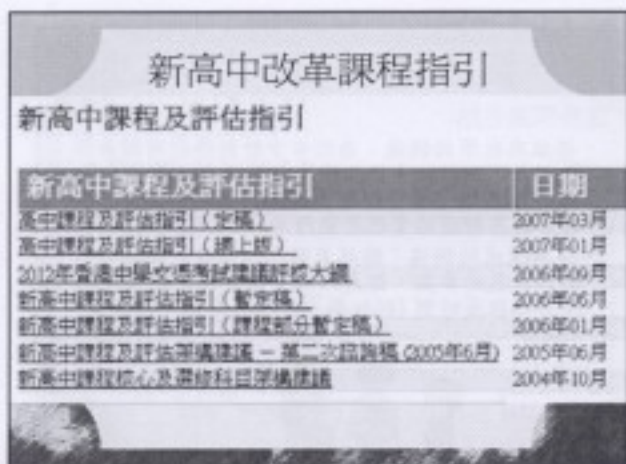 新高中改革課程指引
新高中課程及評估指引
新高中課程及評估指引 日期
高中課程及評估指引（定稿） 2007年03月
高中課程及評估指引（網上版） 2007年01月
2012年香港中學文憑考試建議評核大綱 2006年09月
新高中課程及評估指引（暫定稿） 2006年05月
新高中課程及評估指引（課程部分暫定稿） 2006年01月
新高中課程及評估架構建議 － 第二次諮詢稿 (2005年6月) 2005年06月
新高中課程核心及選修科目架構建議 2004年10月